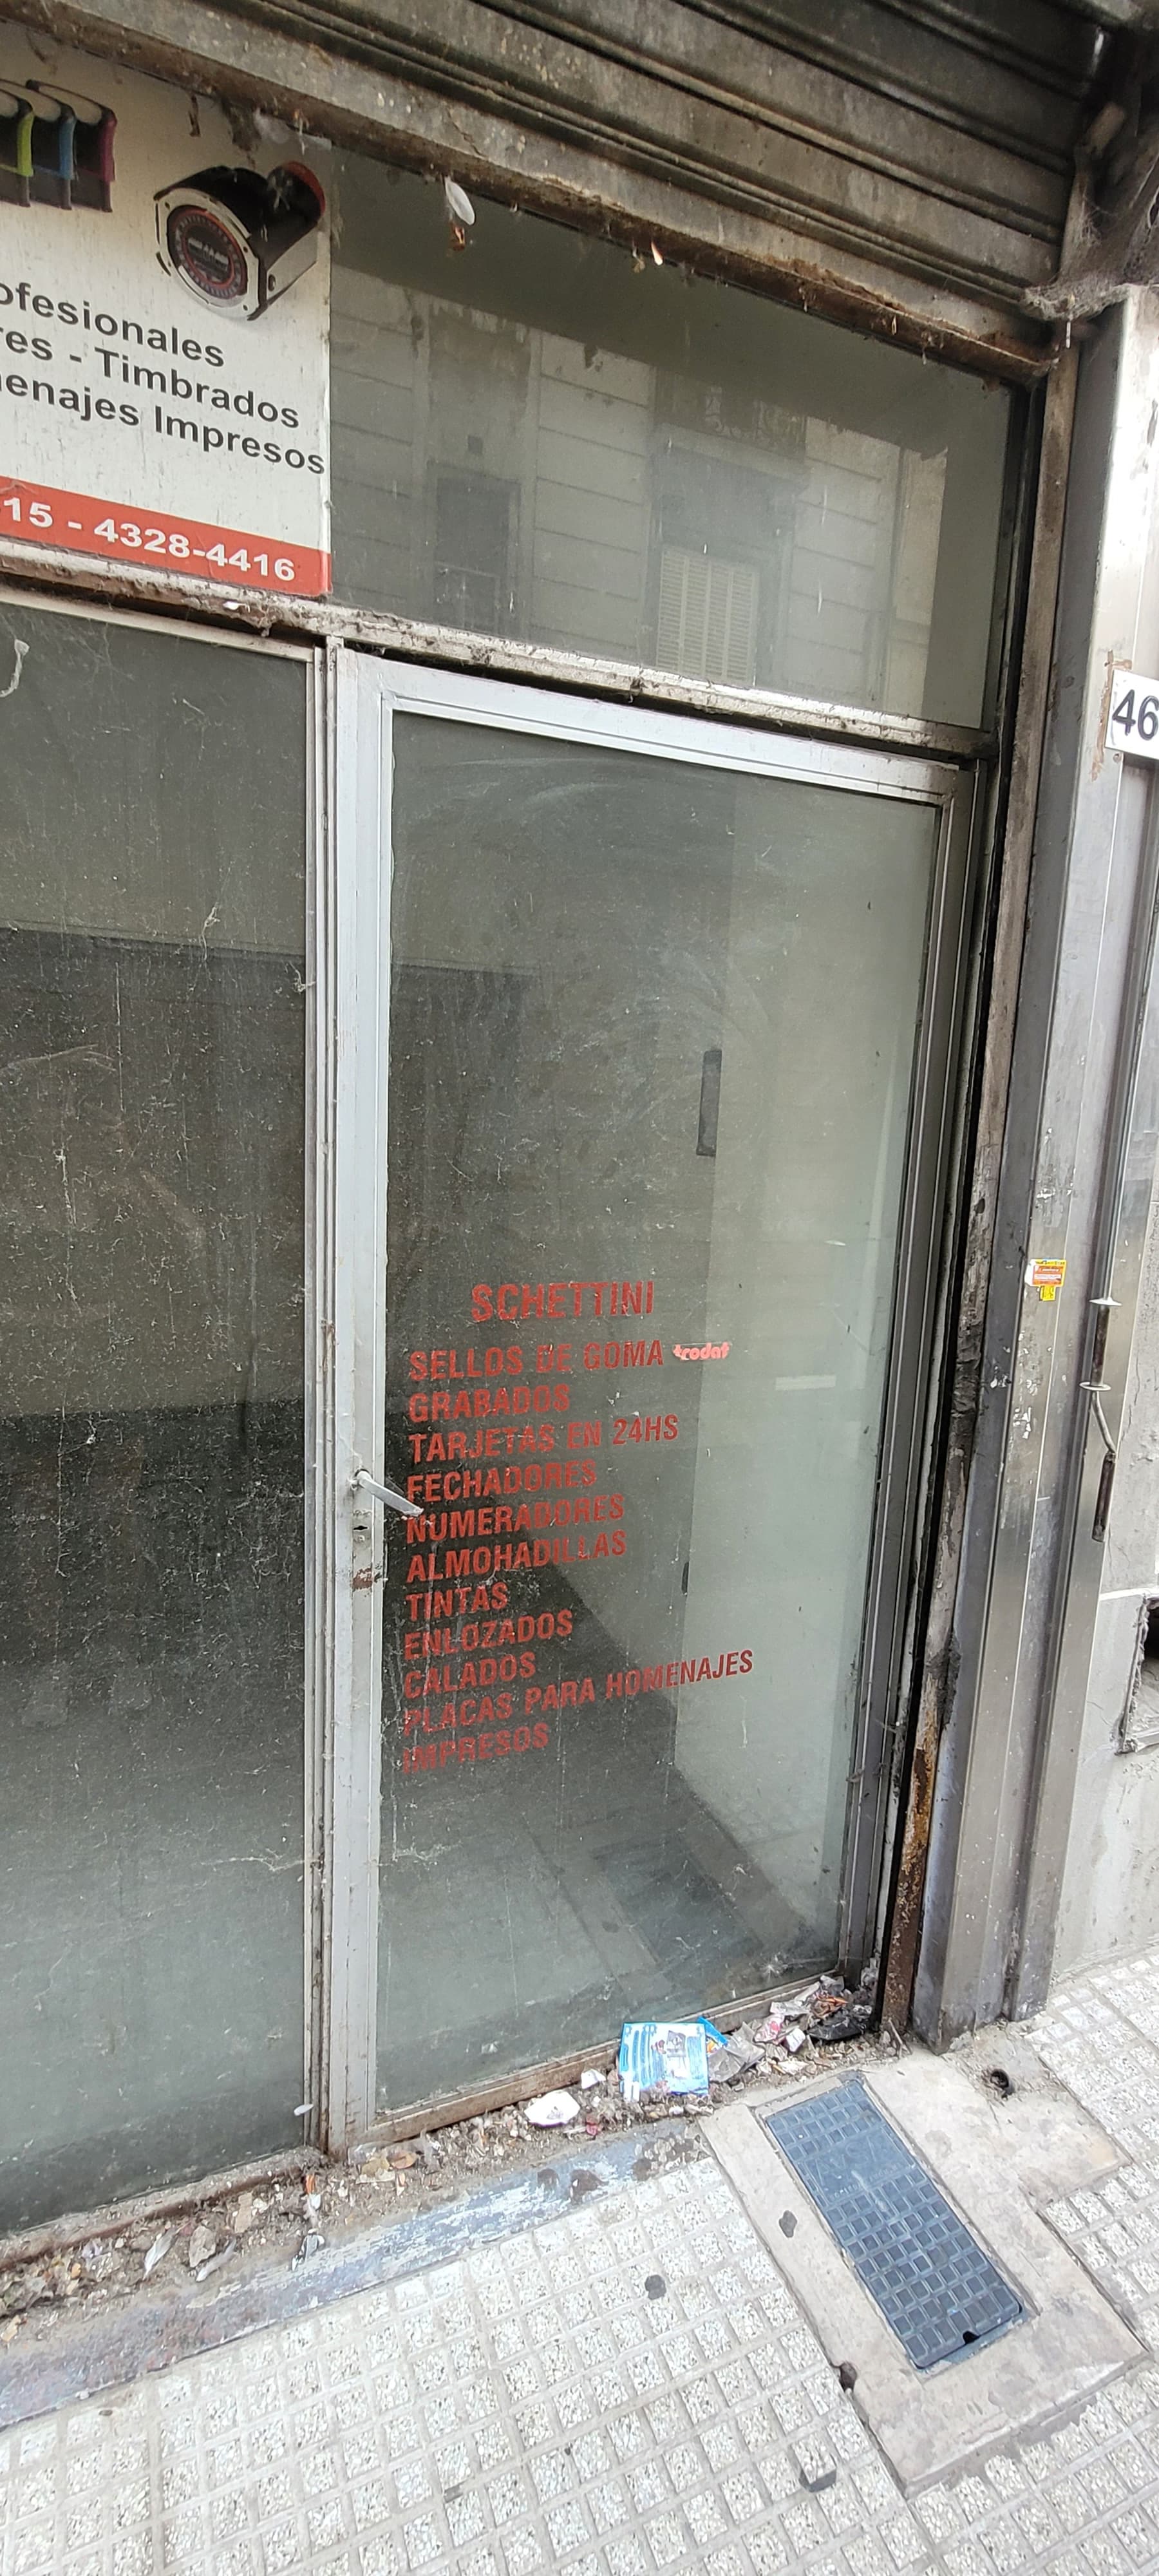 ofesionales
res - Timbrados
enajes Impresos
15 - 4328-4416
46
SCHETTINI
SELLOS DE GOMA trodat
GRABADOS
TARJETAS EN 24HS
FECHADORES
NUMERADORES
ALMOHADILLAS
TINTAS
ENLOZADOS
CALADOS
PLACAS PARA HOMENAJES
IMPRESOS